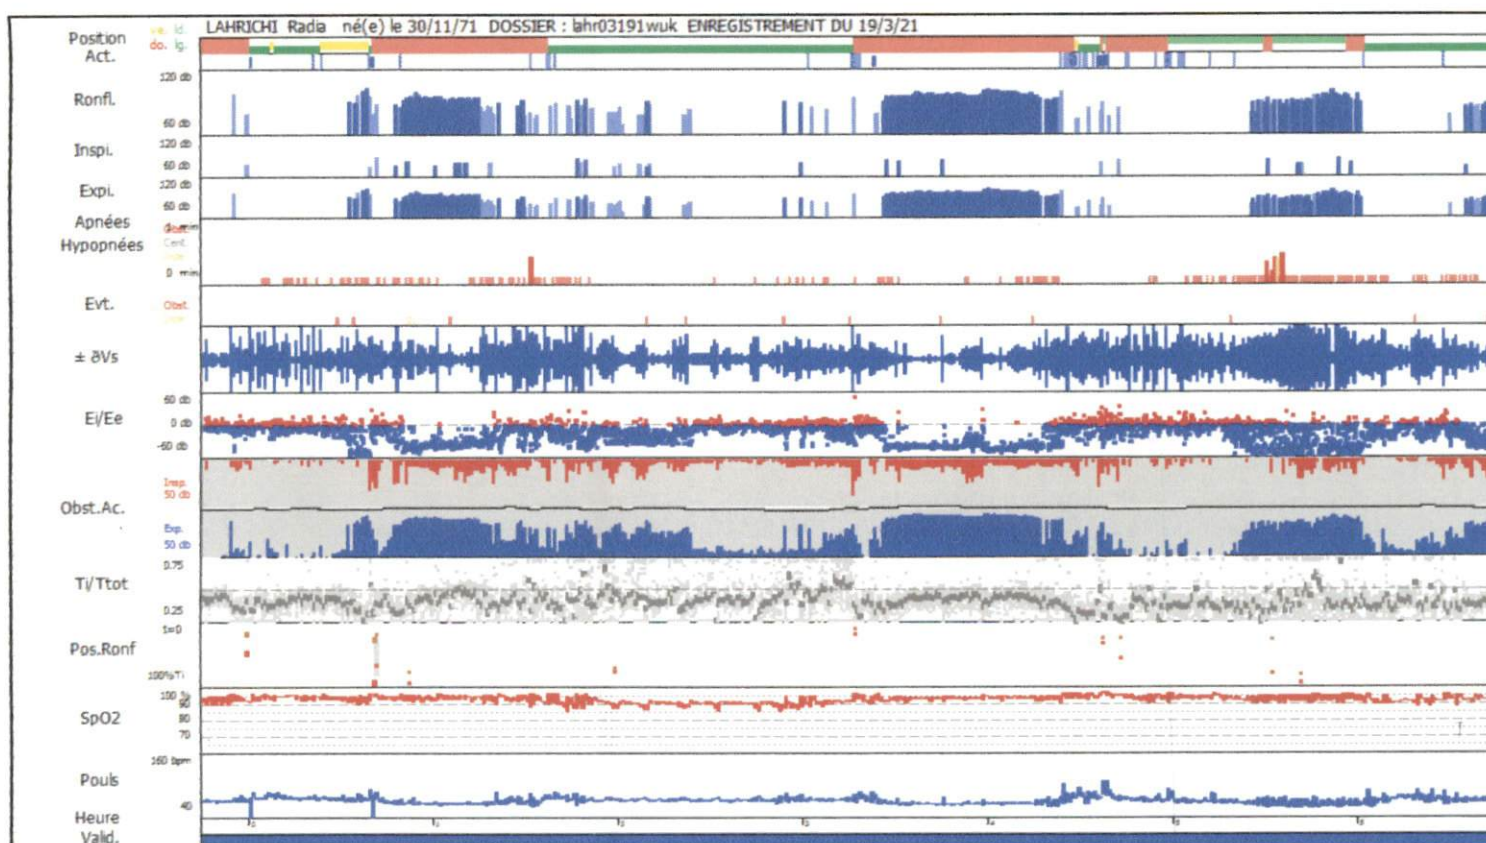 LAHRICHI Radia né(e) le 30/11/71 DOSSIER : lahr03191wuk ENREGISTREMENT DU 19/3/21
Position
ve. ld.
do. lg.
Act.
120 db
Ronfl.
60 db
120 db
Inspi.
60 db
120 db
Expi.
60 db
Apnées
Hypopnées
Cent.
0 min
Evt.
Obst.
± ∂Vs
60 db
Ei/Ee
0 db
-60 db
Insp.
50 db
Obst.Ac.
Exp.
50 db
0.75
Ti/Ttot
0.25
Pos.Ronf
100%Ti
100 %
90
SpO2
80
70
160 bpm
Pouls
40
Heure
Valid.